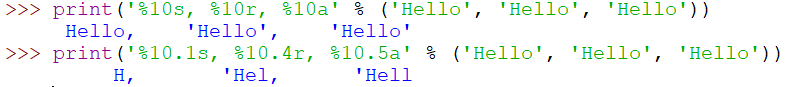 >>> print('%10s, %10r, %10a' % ('Hello', 'Hello', 'Hello'))
     Hello,    'Hello',    'Hello'
>>> print('%10.1s, %10.4r, %10.5a' % ('Hello', 'Hello', 'Hello'))
         H,       'Hel,      'Hell